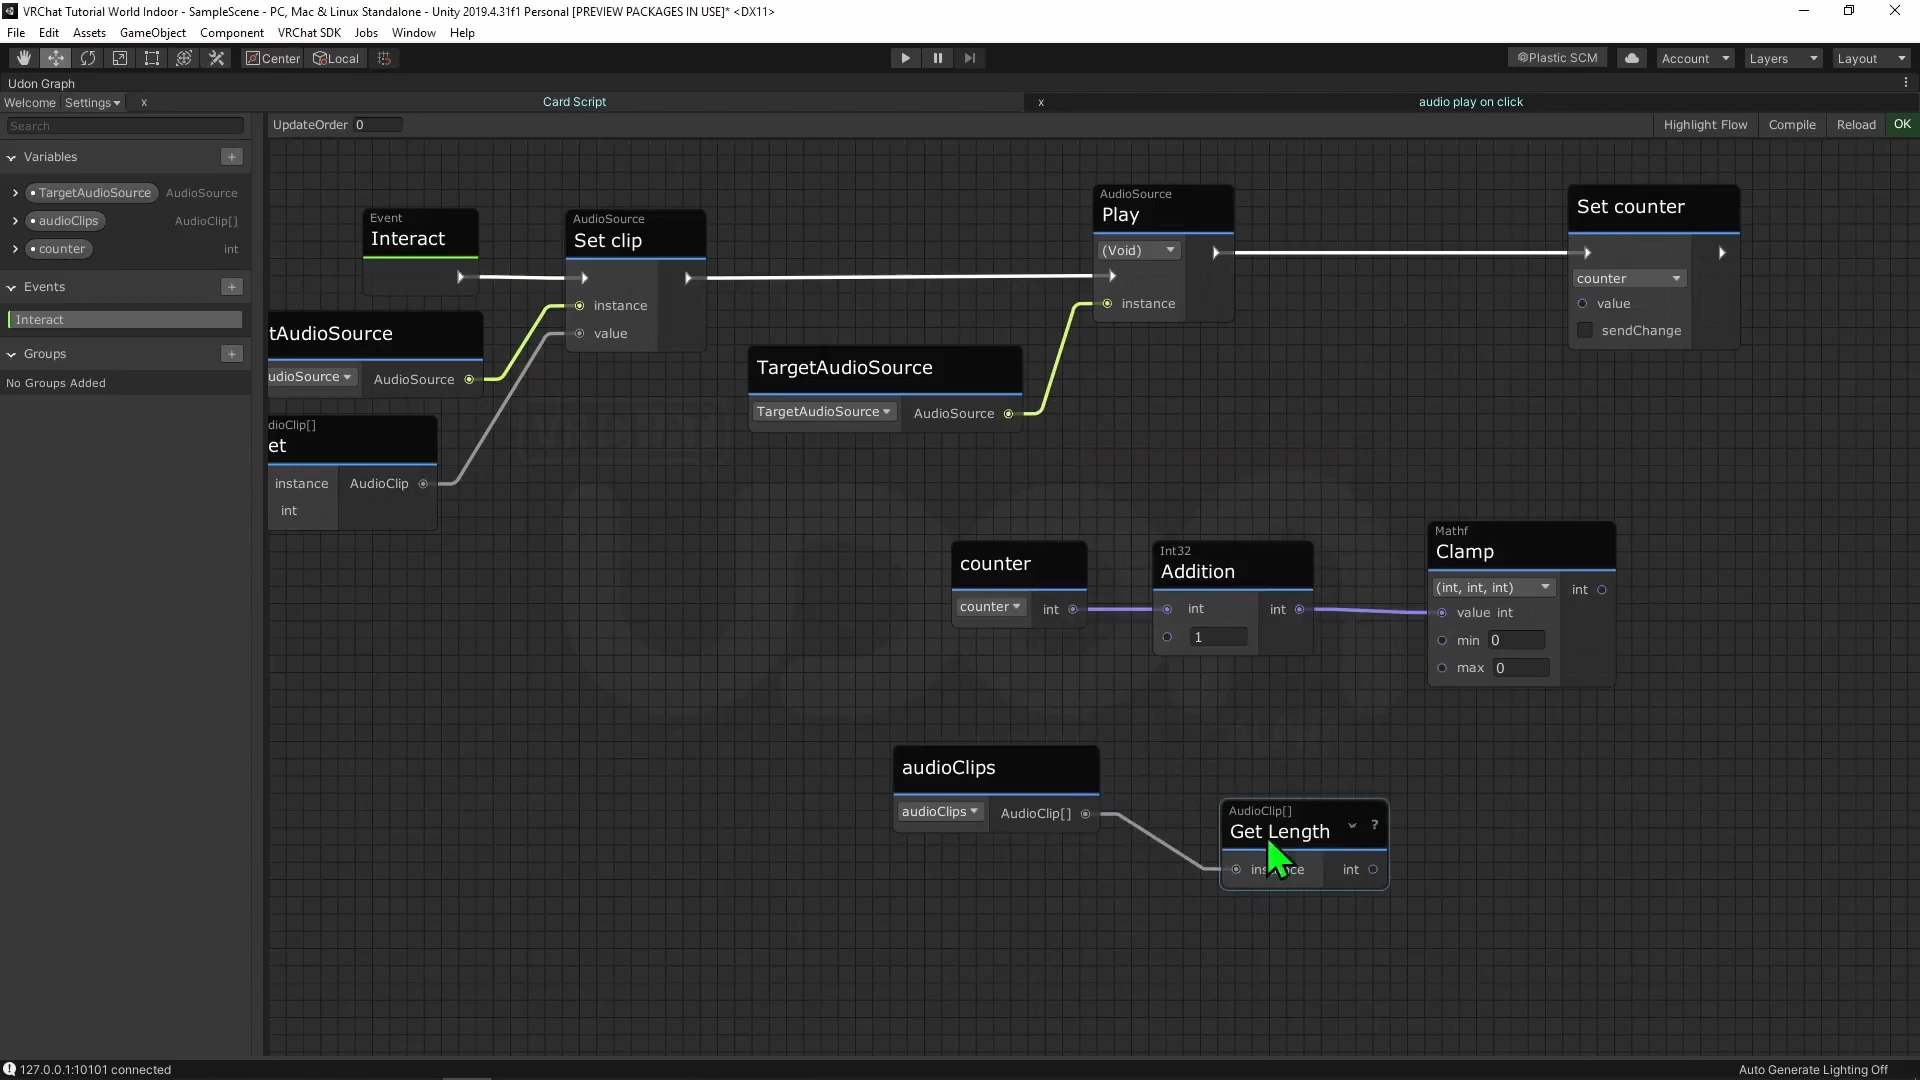 VRChat Tutorial World Indoor - SampleScene - PC, Mac & Linux Standalone - Unity 2019.4.31f1 Personal [PREVIEW PACKAGES IN USE]* <DX11>
File Edit Assets GameObject Component VRChat SDK Jobs Window Help
Center Local Plastic SCM Account Layers Layout
Udon Graph
Welcome Settings x Card Script x audio play on click
Search UpdateOrder 0 Highlight Flow Compile Reload OK
Variables +
TargetAudioSource AudioSource
audioClips AudioClip[]
counter int
Events +
Interact
Groups +
No Groups Added
Event
Interact
AudioSource
Set clip
instance
value
AudioSource
Play
(Void)
instance
Set counter
counter
value
sendChange
tAudioSource
udioSource AudioSource
TargetAudioSource
TargetAudioSource AudioSource
dioClip[]
et
instance AudioClip
int
counter
counter int
Int32
Addition
int int
1
Mathf
Clamp
(int, int, int) int
value int
min 0
max 0
audioClips
audioClips AudioClip[]
AudioClip[]
Get Length ?
int
127.0.0.1:10101 connected Auto Generate Lighting Off